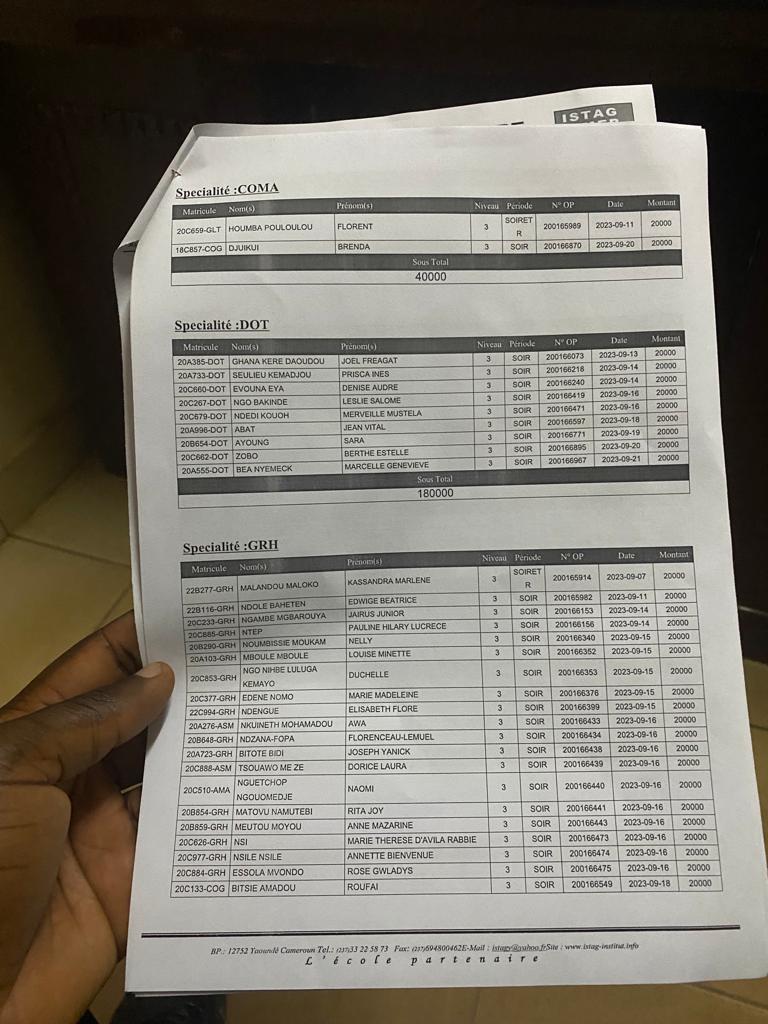 ISTAG
Specialité :COMA
Matricule Nom(s) Prénom(s) Niveau Période N° OP Date Montant
20C659-GLT HOUMBA POULOULOU FLORENT 3 SOIRET R 200165989 2023-09-11 20000
18C857-COG DJUIKUI BRENDA 3 SOIR 200166870 2023-09-20 20000
Sous Total
40000
Specialité :DOT
Matricule Nom(s) Prénom(s) Niveau Période N° OP Date Montant
20A385-DOT GHANA KERE DAOUDOU JOEL FREAGAT 3 SOIR 200166073 2023-09-13 20000
20A733-DOT SEULIEU KEMADJOU PRISCA INES 3 SOIR 200166218 2023-09-14 20000
20C660-DOT EVOUNA EYA DENISE AUDRE 3 SOIR 200166240 2023-09-14 20000
20C267-DOT NGO BAKINDE LESLIE SALOME 3 SOIR 200166419 2023-09-16 20000
20C679-DOT NDEDI KOUOH MERVEILLE MUSTELA 3 SOIR 200166471 2023-09-16 20000
20A996-DOT ABAT JEAN VITAL 3 SOIR 200166597 2023-09-18 20000
20B654-DOT AYOUNG SARA 3 SOIR 200166771 2023-09-19 20000
20C662-DOT ZOBO BERTHE ESTELLE 3 SOIR 200166895 2023-09-20 20000
20A555-DOT BEA NYEMECK MARCELLE GENEVIEVE 3 SOIR 200166967 2023-09-21 20000
Sous Total
180000
Specialité :GRH
Matricule Nom(s) Prénom(s) Niveau Période N° OP Date Montant
22B277-GRH MALANDOU MALOKO KASSANDRA MARLENE 3 SOIRET R 200165914 2023-09-07 20000
22B116-GRH NDOLE BAHETEN EDWIGE BEATRICE 3 SOIR 200165982 2023-09-11 20000
20C233-GRH NGAMBE MGBAROUYA JAIRUS JUNIOR 3 SOIR 200166153 2023-09-14 20000
20C885-GRH NTEP PAULINE HILARY LUCRECE 3 SOIR 200166156 2023-09-14 20000
20B290-GRH NOUMBISSIE MOUKAM NELLY 3 SOIR 200166340 2023-09-15 20000
20A103-GRH MBOULE MBOULE LOUISE MINETTE 3 SOIR 200166352 2023-09-15 20000
20C853-GRH NGO NIHBE LULUGA KEMAYO DUCHELLE 3 SOIR 200166353 2023-09-15 20000
20C377-GRH EDENE NOMO MARIE MADELEINE 3 SOIR 200166376 2023-09-15 20000
22C994-GRH NDENGUE ELISABETH FLORE 3 SOIR 200166399 2023-09-15 20000
20A276-ASM NKUINETH MOHAMADOU AWA 3 SOIR 200166433 2023-09-16 20000
20B648-GRH NDZANA-FOPA FLORENCEAU-LEMUEL 3 SOIR 200166434 2023-09-16 20000
20A723-GRH BITOTE BIDI JOSEPH YANICK 3 SOIR 200166438 2023-09-16 20000
20C888-ASM TSOUAWO ME ZE DORICE LAURA 3 SOIR 200166439 2023-09-16 20000
20C510-AMA NGUETCHOP NGOUOMEDJE NAOMI 3 SOIR 200166440 2023-09-16 20000
20B854-GRH MATOVU NAMUTEBI RITA JOY 3 SOIR 200166441 2023-09-16 20000
20B859-GRH MEUTOU MOYOU ANNE MAZARINE 3 SOIR 200166443 2023-09-16 20000
20C626-GRH NSI MARIE THERESE D'AVILA RABBIE 3 SOIR 200166473 2023-09-16 20000
20C977-GRH NSILE NSILE ANNETTE BIENVENUE 3 SOIR 200166474 2023-09-16 20000
20C884-GRH ESSOLA MVONDO ROSE GWLADYS 3 SOIR 200166475 2023-09-16 20000
20C133-COG BITSIE AMADOU ROUFAI 3 SOIR 200166549 2023-09-18 20000
BP.: 12752 Yaoundé Cameroun Tel.: (237)33 22 58 73 Fax: (237)694800462E-Mail : istagy@yahoo.frSite : www.istag-institut.info
L'école partenaire